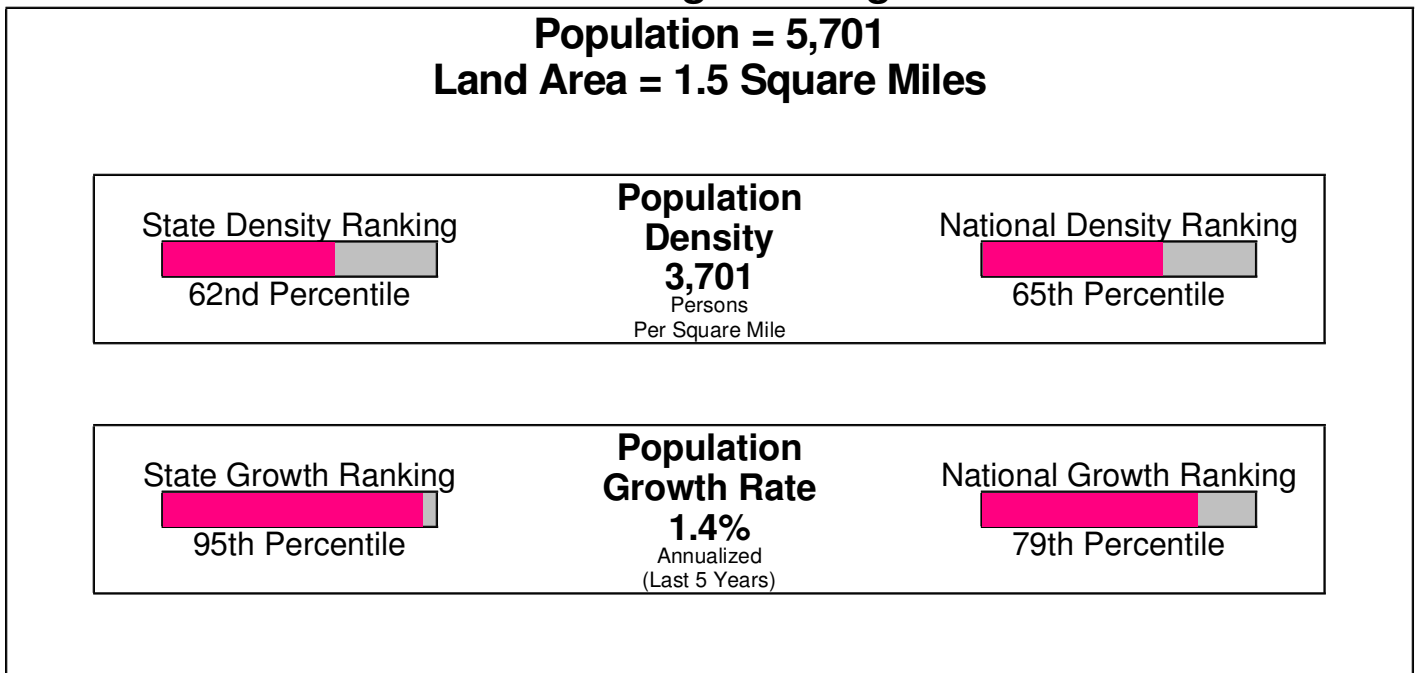 Population = 5,701
Land Area = 1.5 Square Miles
State Density Ranking
62nd Percentile
Population
Density
3,701
Persons
Per Square Mile
National Density Ranking
65th Percentile
State Growth Ranking
95th Percentile
Population
Growth Rate
1.4%
Annualized
(Last 5 Years)
National Growth Ranking
79th Percentile